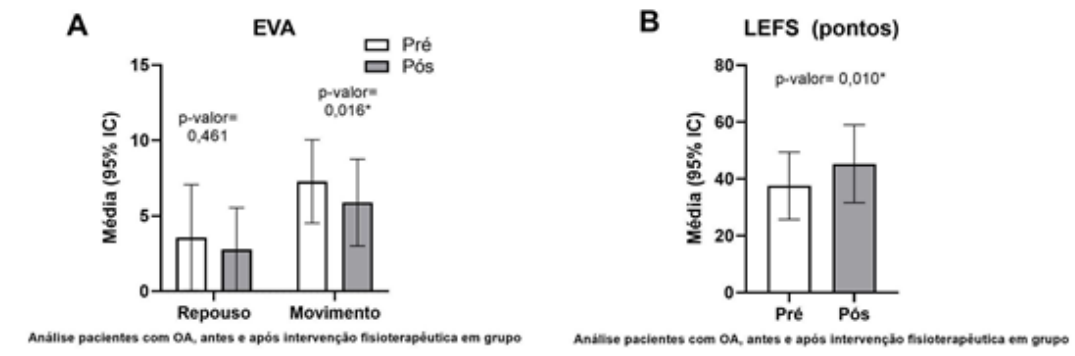 A
EVA
Pré
Pós
15
10
5
0
Média (95% IC)
p-valor=
0,461
p-valor=
0,016*
Repouso
Movimento
Análise pacientes com OA, antes e após intervenção fisioterapêutica em grupo
B
LEFS (pontos)
80
60
40
20
0
Média (95% IC)
p-valor= 0,010*
Pré
Pós
Análise pacientes com OA, antes e após intervenção fisioterapêutica em grupo